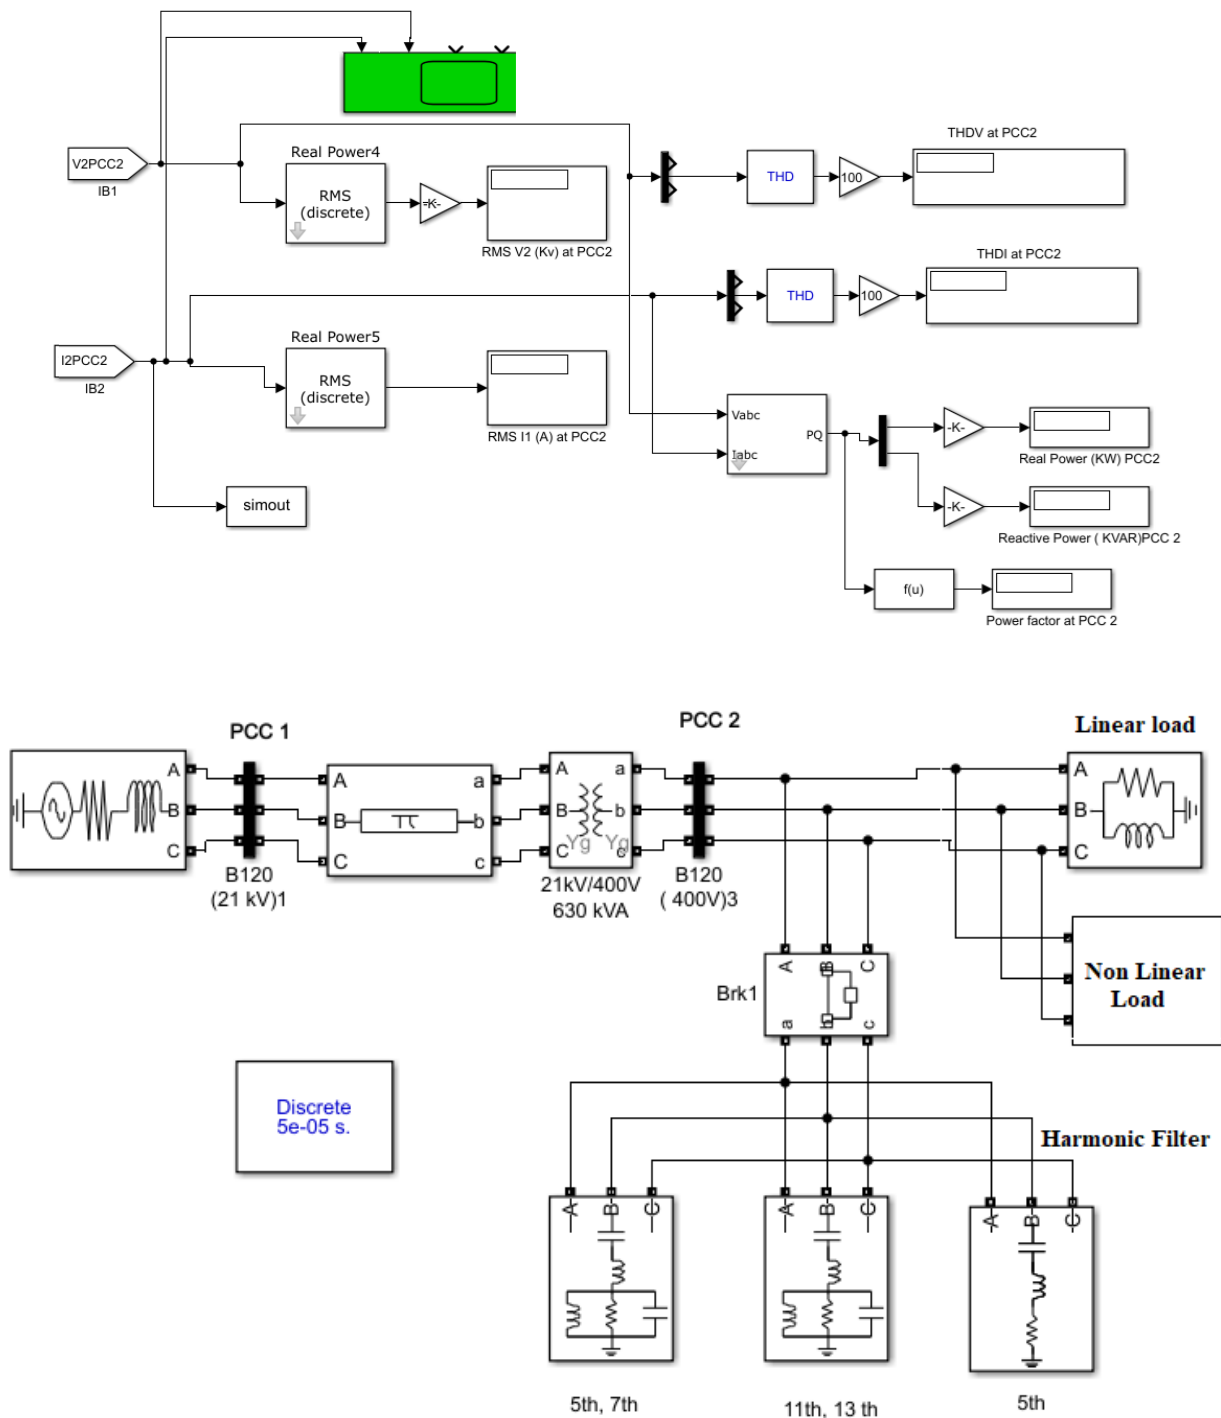 V2PCC2
IB1
Real Power4
RMS
(discrete)
-K-
RMS V2 (Kv) at PCC2
THD
100
THDV at PCC2
THDI at PCC2
THD
100
I2PCC2
IB2
Real Power5
RMS
(discrete)
RMS I1 (A) at PCC2
simout
Vabc
Iabc
PQ
-K-
Real Power (KW) PCC2
-K-
Reactive Power ( KVAR)PCC 2
f(u)
Power factor at PCC 2
PCC 1
PCC 2
Linear load
A
B
C
B120
(21 kV)1
A
B
C
a
b
c
A
B
C
a
b
c
Yg
Yg
21kV/400V
630 kVA
B120
( 400V)3
A
B
C
Non Linear
Load
Brk1
A
B
C
a
b
c
Discrete
5e-05 s.
Harmonic Filter
A
B
C
A
B
C
A
B
C
5th, 7th
11th, 13 th
5th